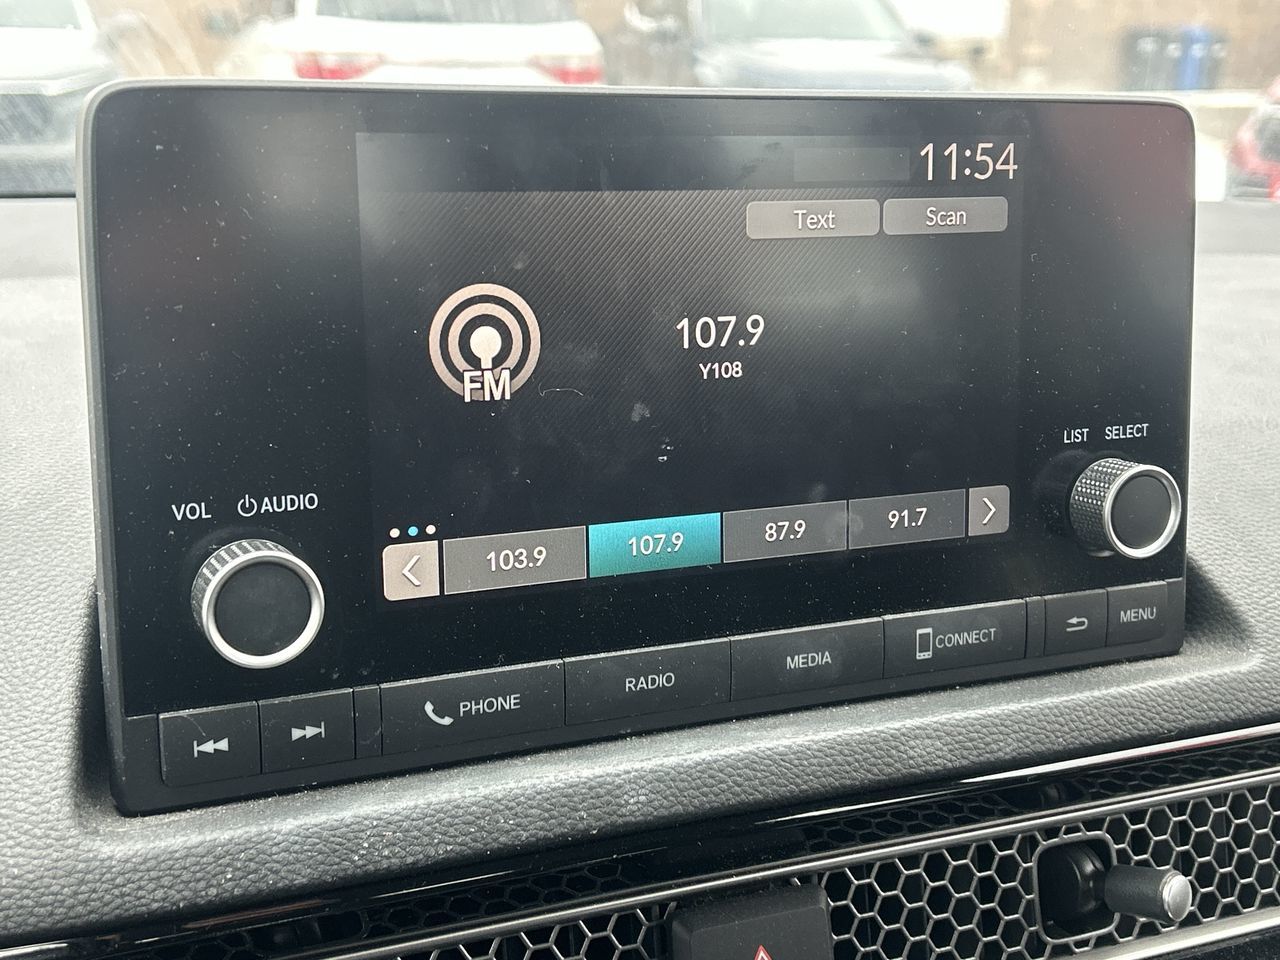 11:54
Text Scan
107.9
Y108
FM
LIST SELECT
VOL AUDIO
103.9 107.9 87.9 91.7
PHONE RADIO MEDIA CONNECT MENU